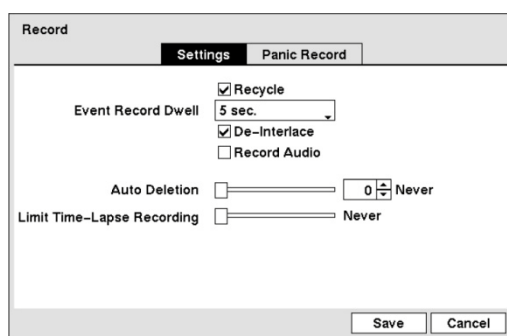 Record
Settings Panic Record
Recycle
Event Record Dwell 5 sec.
De-Interlace
Record Audio
Auto Deletion 0 Never
Limit Time-Lapse Recording Never
Save Cancel